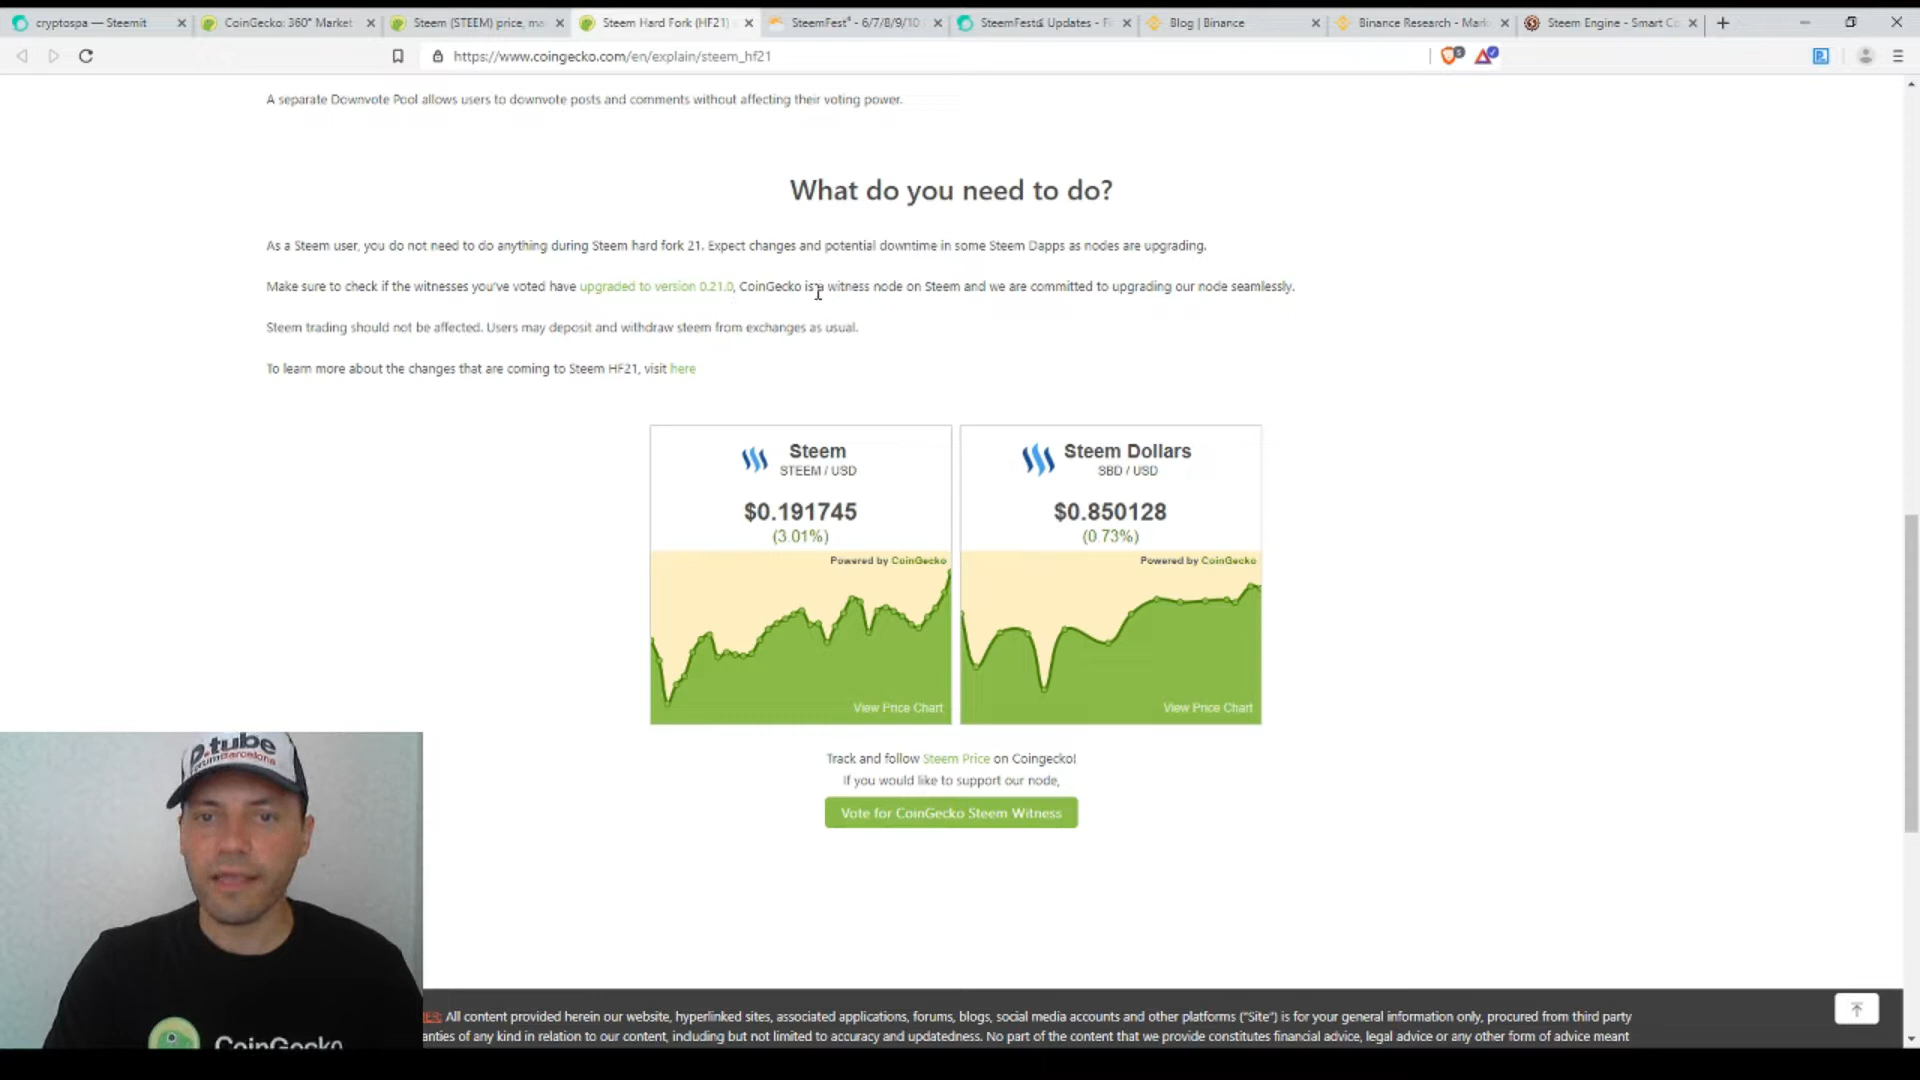 cryptospa — Steemit
CoinGecko: 360° Market
Steem (STEEM) price, ma
Steem Hard Fork (HF21)
SteemFest⁴ - 6/7/8/9/10
Blog | Binance
Binance Research - Mark
Steem Engine - Smart Co
https://www.coingecko.com/en/explain/steem_hf21
A separate Downvote Pool allows users to downvote posts and comments without affecting their voting power.
What do you need to do?
As a Steem user, you do not need to do anything during Steem hard fork 21. Expect changes and potential downtime in some Steem Dapps as nodes are upgrading.
Make sure to check if the witnesses you've voted have upgraded to version 0.21.0, CoinGecko is a witness node on Steem and we are committed to upgrading our node seamlessly.
Steem trading should not be affected. Users may deposit and withdraw steem from exchanges as usual.
To learn more about the changes that are coming to Steem HF21, visit here
Steem
STEEM / USD
$0.191745
(3.01%)
Powered by CoinGecko
View Price Chart
Steem Dollars
SBD / USD
$0.850128
(0.73%)
Powered by CoinGecko
View Price Chart
Track and follow Steem Price on Coingecko!
If you would like to support our node,
Vote for CoinGecko Steem Witness
D.tube
forumBarcelona
CoinGecko
All content provided herein our website, hyperlinked sites, associated applications, forums, blogs, social media accounts and other platforms ("Site") is for your general information only, procured from third party
anties of any kind in relation to our content, including but not limited to accuracy and updatedness. No part of the content that we provide constitutes financial advice, legal advice or any other form of advice meant